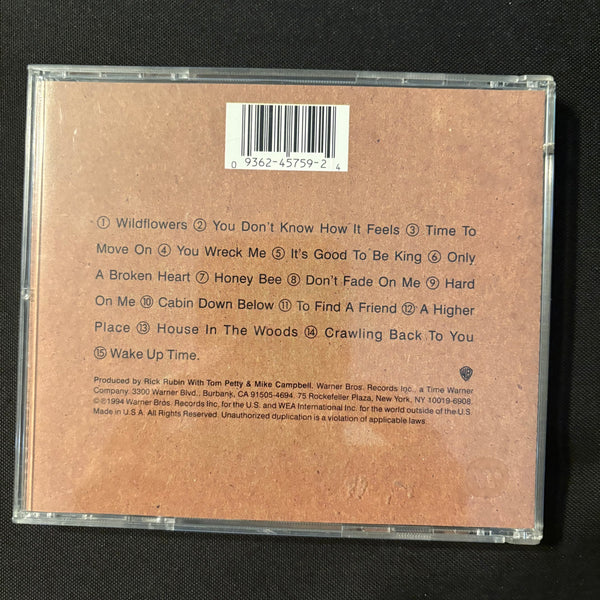 0 9362-45759-2 4
① Wildflowers ② You Don't Know How It Feels ③ Time To
Move On ④ You Wreck Me ⑤ It's Good To Be King ⑥ Only
A Broken Heart ⑦ Honey Bee ⑧ Don't Fade On Me ⑨ Hard
On Me ⑩ Cabin Down Below ⑪ To Find A Friend ⑫ A Higher
Place ⑬ House In The Woods ⑭ Crawling Back To You
⑮ Wake Up Time.
Produced by Rick Rubin With Tom Petty & Mike Campbell. Warner Bros. Records Inc., a Time Warner
Company. 3300 Warner Blvd., Burbank, CA 91505-4694. 75 Rockefeller Plaza, New York, NY 10019-6908.
©℗1994 Warner Bros. Records Inc, for the U.S. and WEA International Inc. for the world outside of the U.S.
Made in U.S.A. All Rights Reserved. Unauthorized duplication is a violation of applicable laws.
WB